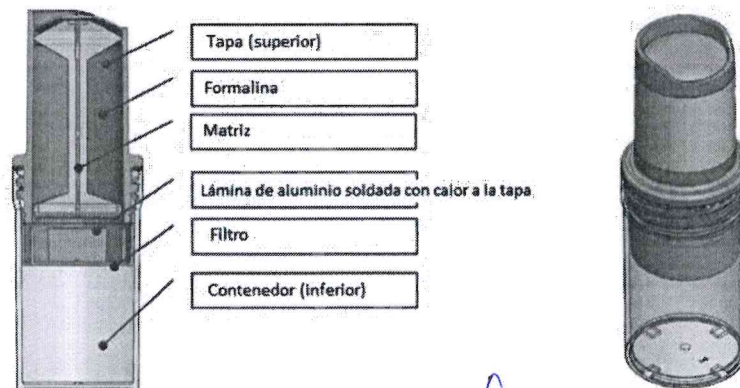 Tapa (superior)
Formalina
Matriz
Lámina de aluminio soldada con calor a la tapa
Filtro
Contenedor (inferior)